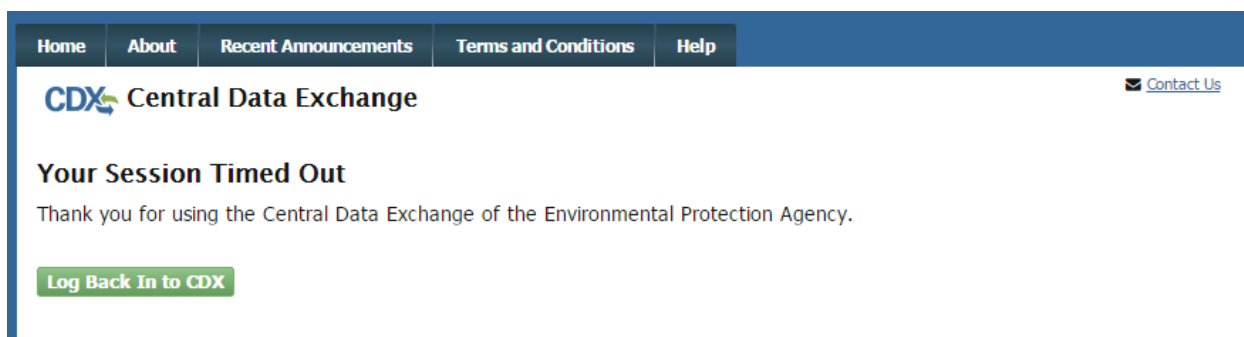 Home About Recent Announcements Terms and Conditions Help
Contact Us
CDX Central Data Exchange
Your Session Timed Out
Thank you for using the Central Data Exchange of the Environmental Protection Agency.
Log Back In to CDX